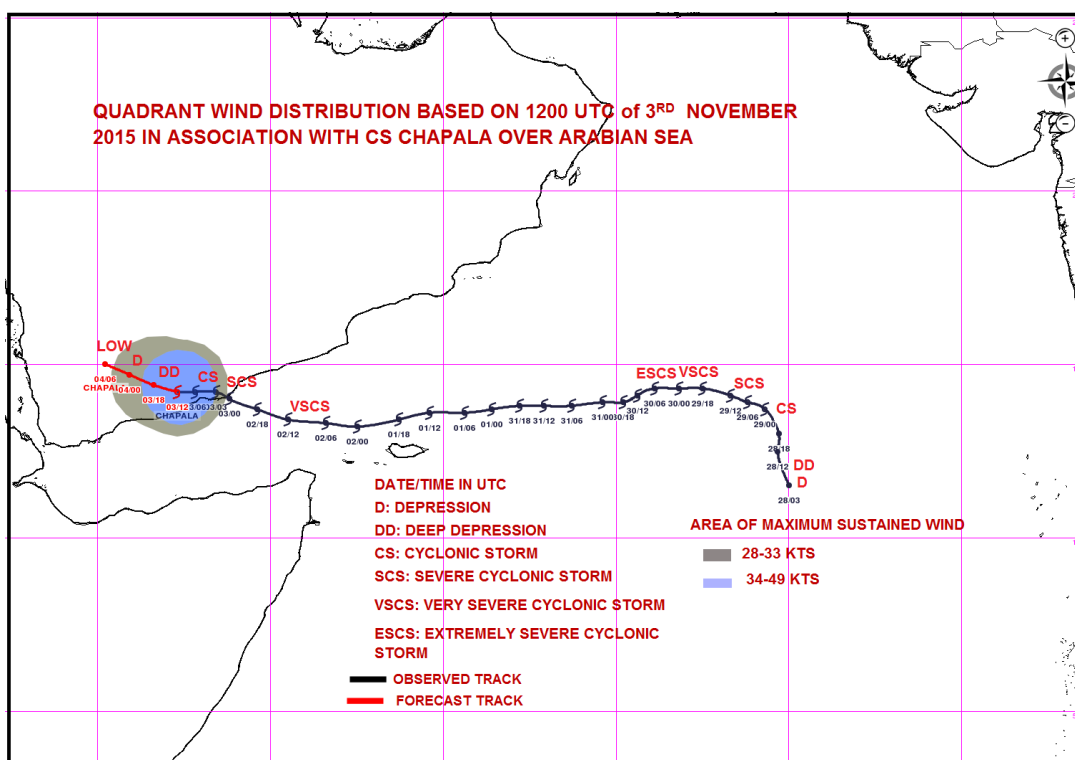 QUADRANT WIND DISTRIBUTION BASED ON 1200 UTC of 3RD NOVEMBER
2015 IN ASSOCIATION WITH CS CHAPALA OVER ARABIAN SEA
LOW
D
DD
CS
SCS
VSCS
ESCS
VSCS
SCS
CS
DD
D
04/06
CHAPAL
04/00
03/18
03/12
3/06
03/03
03/00
CHAPALA
02/18
02/12
02/06
02/00
01/18
01/12
01/06
01/00
31/18
31/12
31/06
31/00
30/18
30/12
30/06
30/00
29/18
29/12
29/06
29/00
28/18
28/12
28/03
DATE/TIME IN UTC
D: DEPRESSION
DD: DEEP DEPRESSION
CS: CYCLONIC STORM
SCS: SEVERE CYCLONIC STORM
VSCS: VERY SEVERE CYCLONIC STORM
ESCS: EXTREMELY SEVERE CYCLONIC
STORM
OBSERVED TRACK
FORECAST TRACK
AREA OF MAXIMUM SUSTAINED WIND
28-33 KTS
34-49 KTS